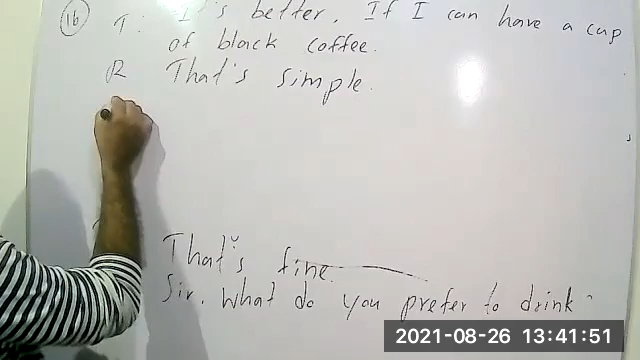 16 T: It's better, If I can have a cup
of black coffee.
R That's simple.
That's fine.
Sir. What do you prefer to drink
2021-08-26 13:41:51